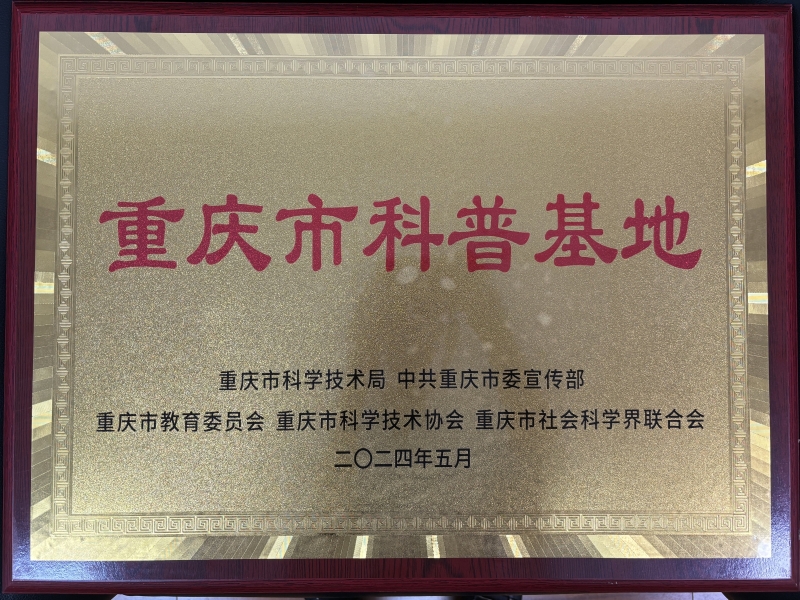 重庆市科普基地
重庆市科学技术局 中共重庆市委宣传部
重庆市教育委员会 重庆市科学技术协会 重庆市社会科学界联合会
二〇二四年五月